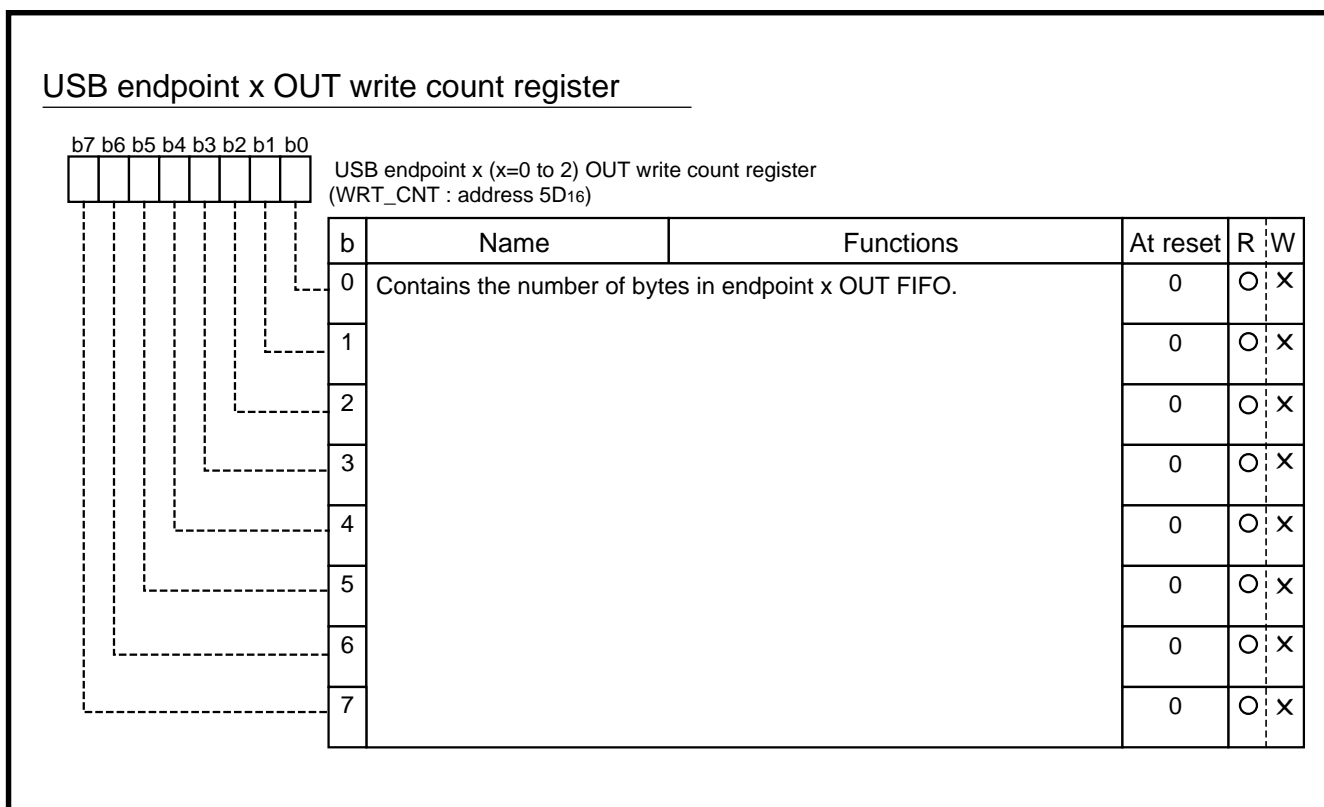 USB endpoint x OUT write count register
b7 b6 b5 b4 b3 b2 b1 b0
USB endpoint x (x=0 to 2) OUT write count register
(WRT_CNT : address 5D16)
b Name Functions At reset R W
0 Contains the number of bytes in endpoint x OUT FIFO. 0 O X
1 0 O X
2 0 O X
3 0 O X
4 0 O X
5 0 O X
6 0 O X
7 0 O X